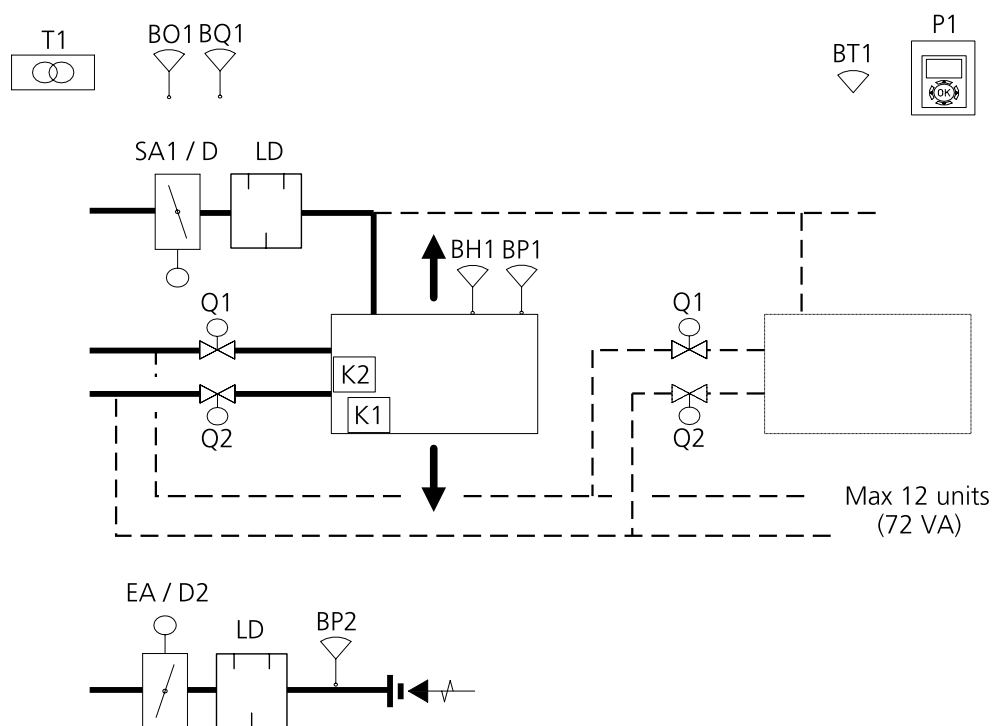 T1
BO1
BQ1
BT1
P1
OK
SA1 / D
LD
BH1
BP1
Q1
Q1
K2
K1
Q2
Q2
Max 12 units
(72 VA)
EA / D2
LD
BP2